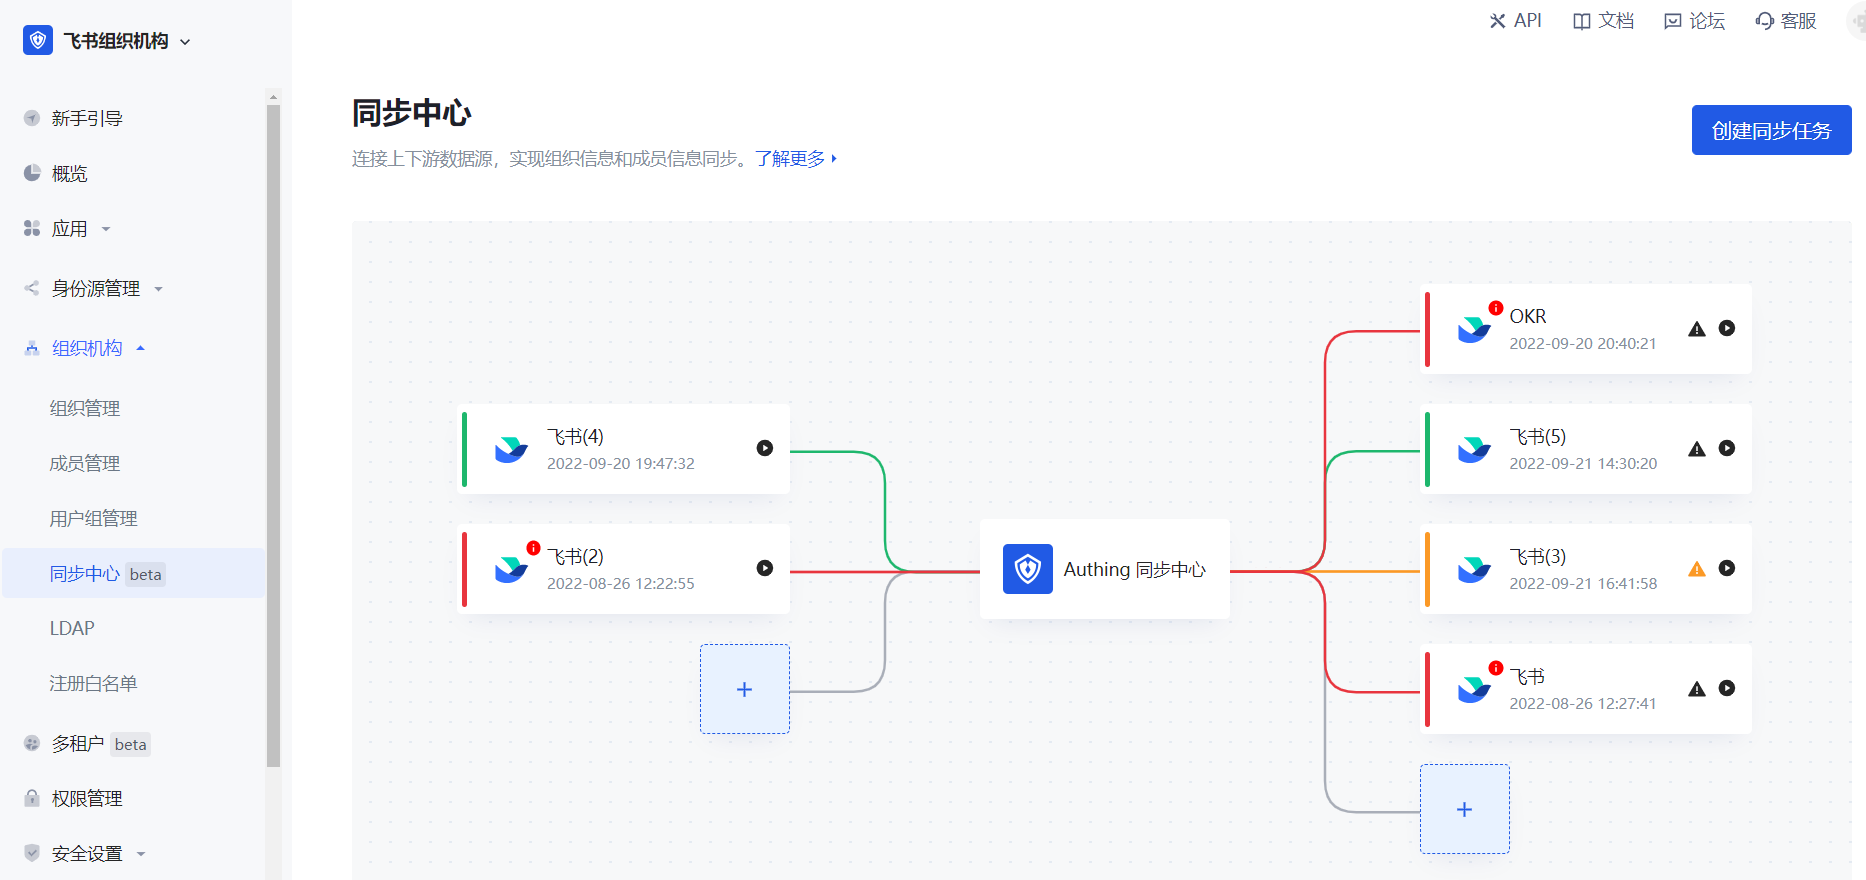 飞书组织机构
API
文档
论坛
客服
新手引导
概览
应用
身份源管理
组织机构
组织管理
成员管理
用户组管理
同步中心 beta
LDAP
注册白名单
多租户 beta
权限管理
安全设置
同步中心
连接上下游数据源，实现组织信息和成员信息同步。了解更多
创建同步任务
飞书(4)
2022-09-20 19:47:32
飞书(2)
2022-08-26 12:22:55
Authing 同步中心
OKR
2022-09-20 20:40:21
飞书(5)
2022-09-21 14:30:20
飞书(3)
2022-09-21 16:41:58
飞书
2022-08-26 12:27:41